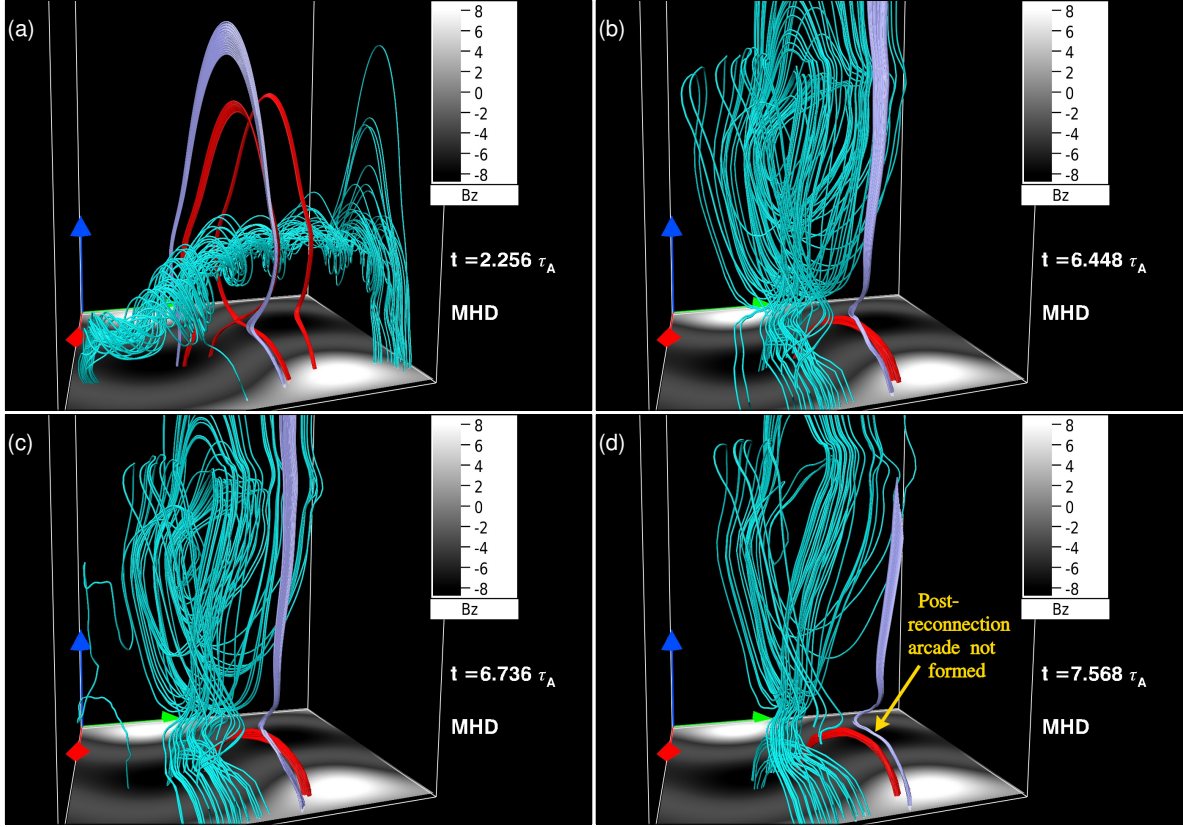 (a)
8
6
4
2
0
-2
-4
-6
-8
Bz
t = 2.256 τA
MHD
(b)
8
6
4
2
0
-2
-4
-6
-8
Bz
t = 6.448 τA
MHD
(c)
8
6
4
2
0
-2
-4
-6
-8
Bz
t = 6.736 τA
MHD
(d)
8
6
4
2
0
-2
-4
-6
-8
Bz
Post-
reconnection
arcade not
formed
t = 7.568 τA
MHD